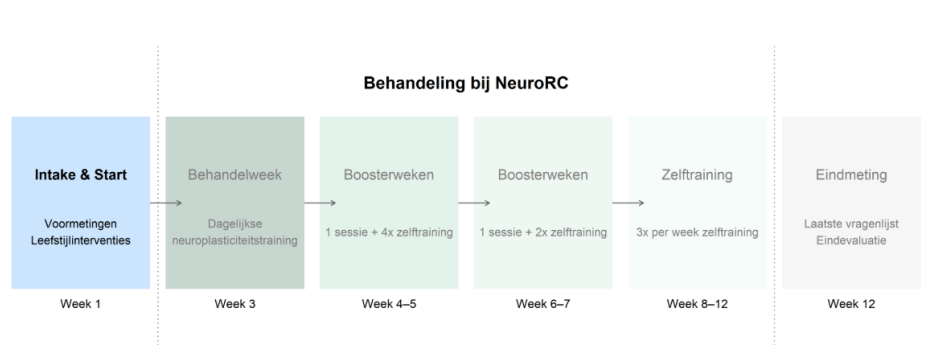 Behandeling bij NeuroRC
Intake & Start
Voormetingen
Leefstijlinterventies
Week 1
Behandelweek
Dagelijkse
neuroplasticiteitstraining
Week 3
Boosterweken
1 sessie + 4x zelftraining
Week 4–5
Boosterweken
1 sessie + 2x zelftraining
Week 6–7
Zelftraining
3x per week zelftraining
Week 8–12
Eindmeting
Laatste vragenlijst
Eindevaluatie
Week 12